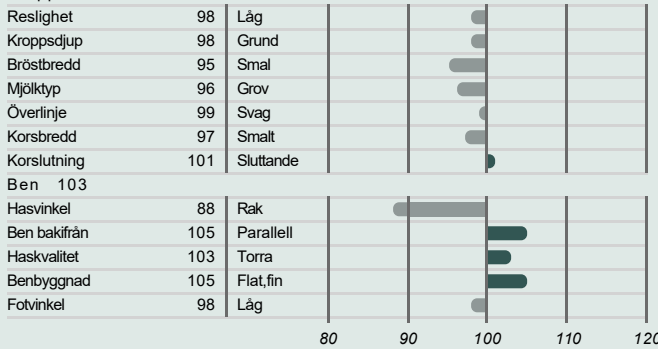 Reslighet 98 Låg
Kroppsdjup 98 Grund
Bröstbredd 95 Smal
Mjölktyp 96 Grov
Överlinje 99 Svag
Korsbredd 97 Smalt
Korslutning 101 Sluttande
Ben 103
Hasvinkel 88 Rak
Ben bakifrån 105 Parallell
Haskvalitet 103 Torra
Benbyggnad 105 Flat,fin
Fotvinkel 98 Låg
80 90 100 110 120